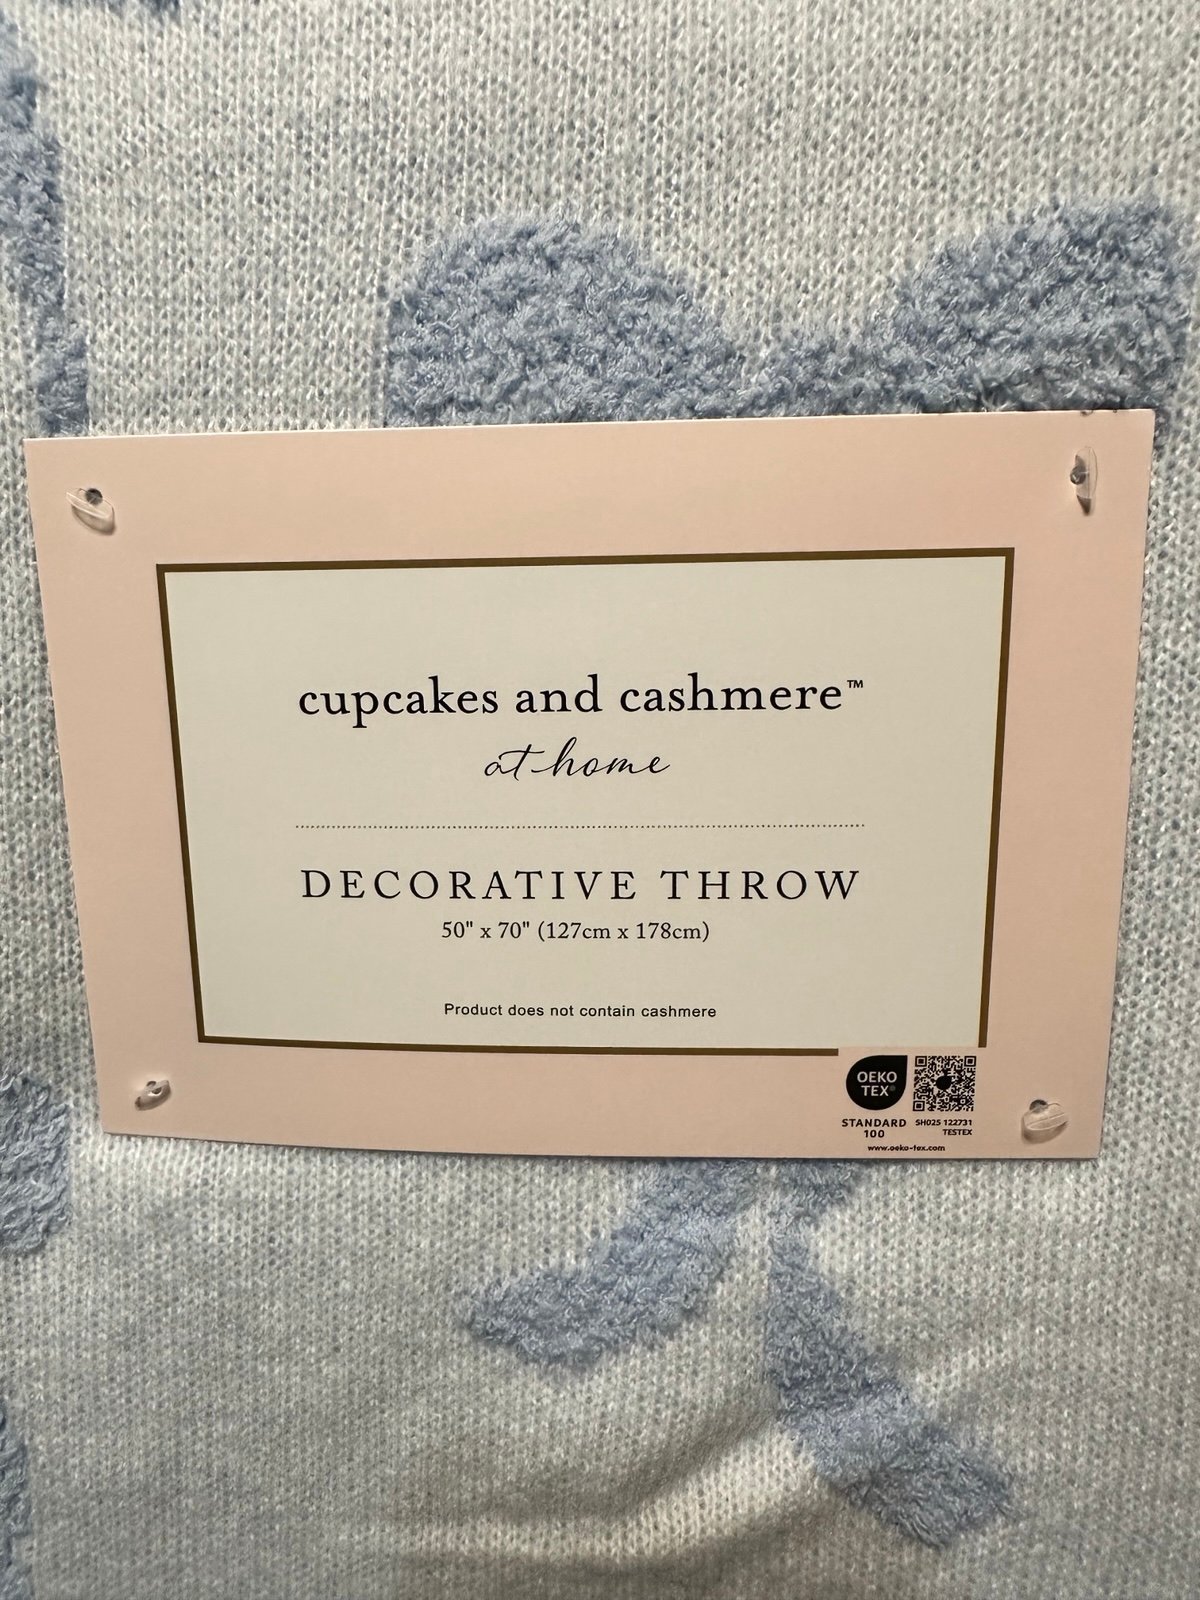 cupcakes and cashmere™
at home
DECORATIVE THROW
50" x 70" (127cm x 178cm)
Product does not contain cashmere
OEKO
TEX®
STANDARD
100
SH025 122731
TESTEX
www.oeko-tex.com